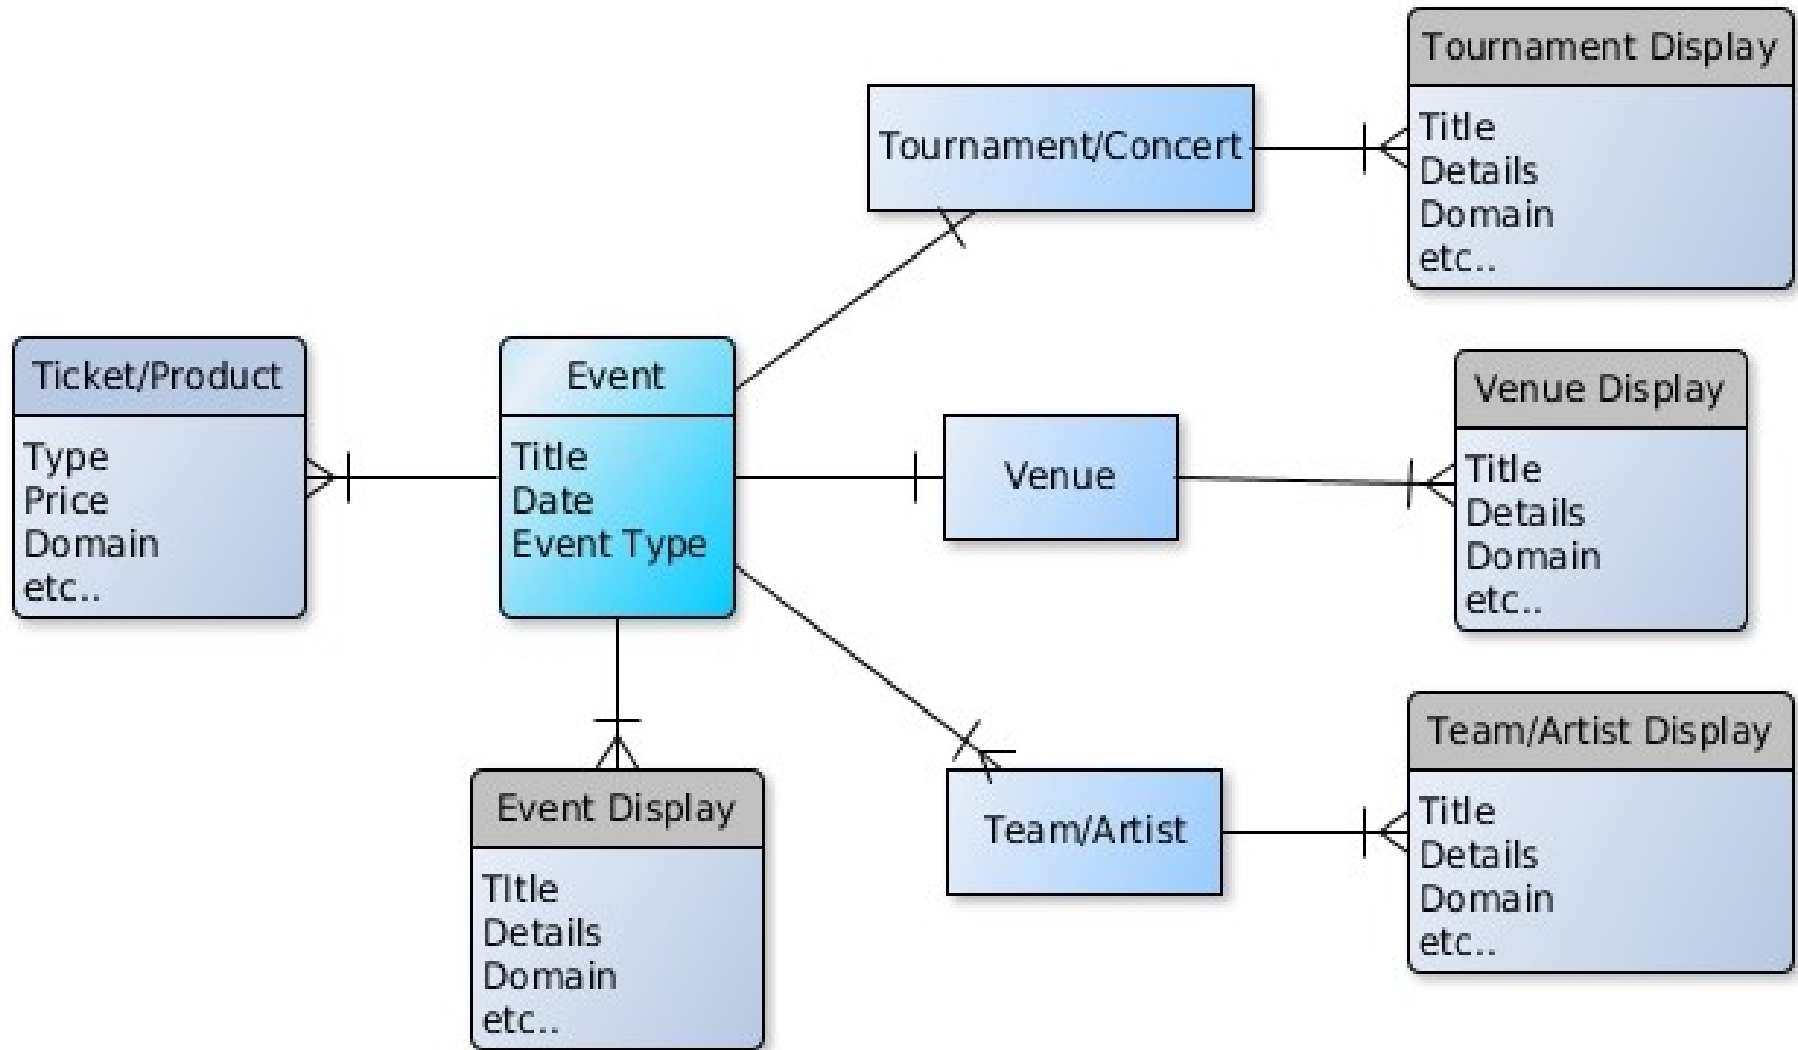 Tournament Display
Title
Details
Domain
etc..
Tournament/Concert
Ticket/Product
Type
Price
Domain
etc..
Event
Title
Date
Event Type
Venue
Venue Display
Title
Details
Domain
etc..
Team/Artist
Team/Artist Display
Title
Details
Domain
etc..
Event Display
TItle
Details
Domain
etc..